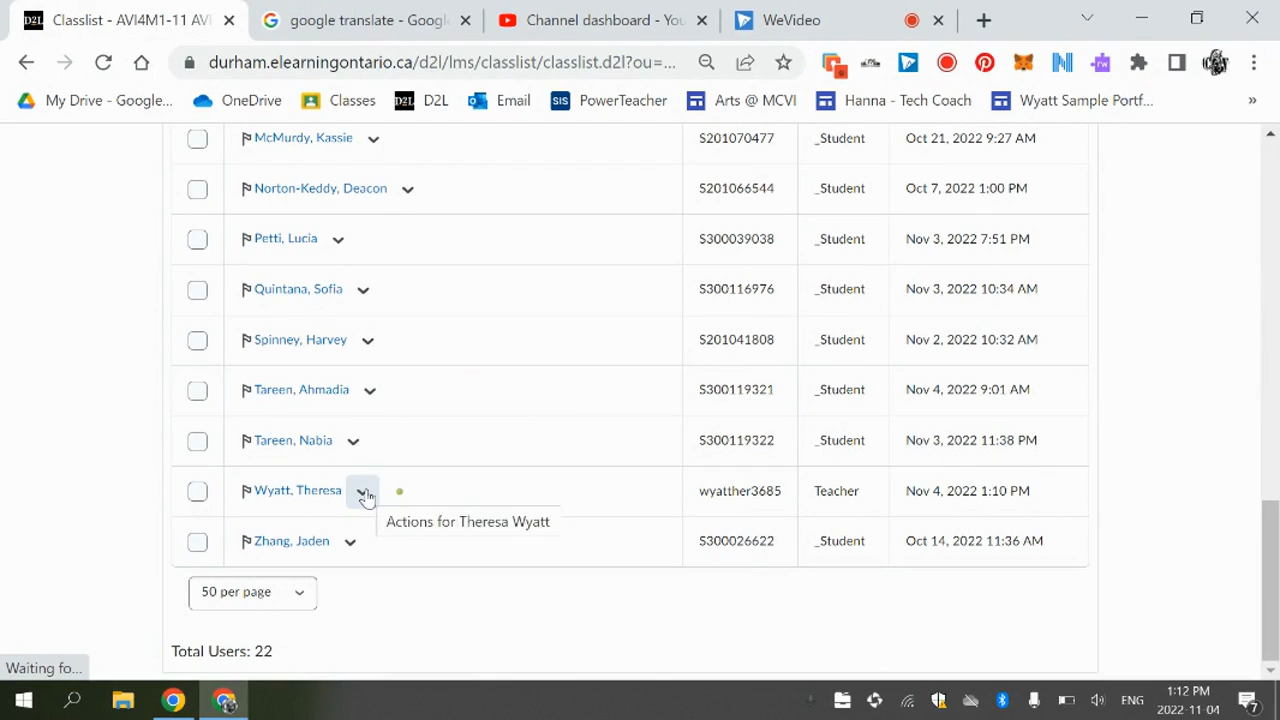 Classlist - AVI4M1-11 AVI
google translate - Google
Channel dashboard - You
WeVideo
durham.elearningontario.ca/d2l/lms/classlist/classlist.d2l?ou=...
My Drive - Google...
OneDrive
Classes
D2L
Email
PowerTeacher
Arts @ MCVI
Hanna - Tech Coach
Wyatt Sample Portf...
McMurdy, Kassie S201070477 _Student Oct 21, 2022 9:27 AM
Norton-Keddy, Deacon S201066544 _Student Oct 7, 2022 1:00 PM
Petti, Lucia S300039038 _Student Nov 3, 2022 7:51 PM
Quintana, Sofia S300116976 _Student Nov 3, 2022 10:34 AM
Spinney, Harvey S201041808 _Student Nov 2, 2022 10:32 AM
Tareen, Ahmadia S300119321 _Student Nov 4, 2022 9:01 AM
Tareen, Nabia S300119322 _Student Nov 3, 2022 11:38 PM
Wyatt, Theresa wyatther3685 Teacher Nov 4, 2022 1:10 PM
Actions for Theresa Wyatt
Zhang, Jaden S300026622 _Student Oct 14, 2022 11:36 AM
50 per page
Total Users: 22
Waiting fo...
ENG
1:12 PM
2022-11-04
7